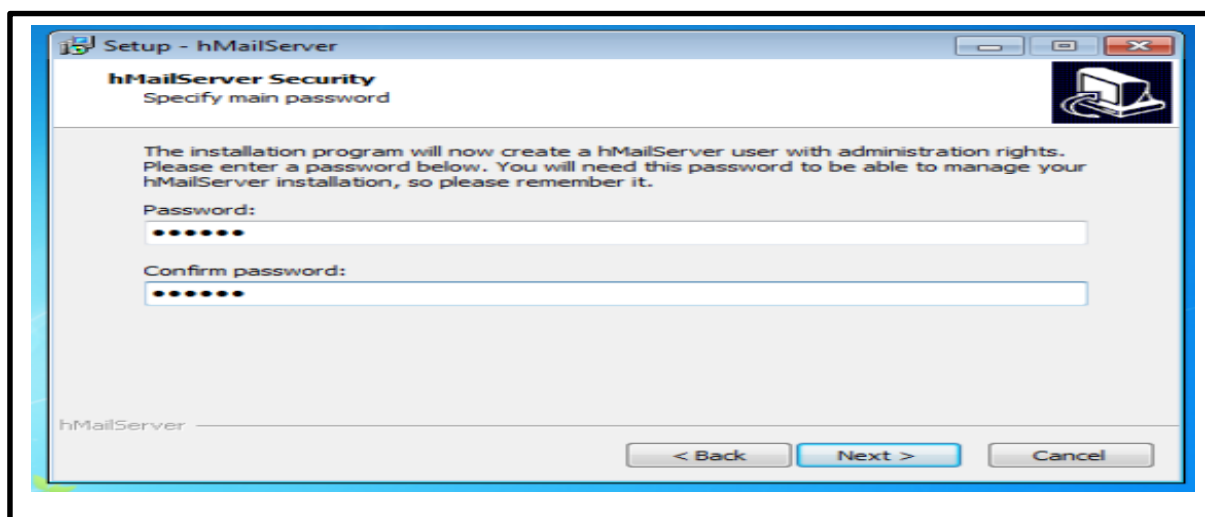 Setup - hMailServer
hMailServer Security
Specify main password
The installation program will now create a hMailServer user with administration rights.
Please enter a password below. You will need this password to be able to manage your
hMailServer installation, so please remember it.
Password:
••••••
Confirm password:
••••••
hMailServer
< Back
Next >
Cancel